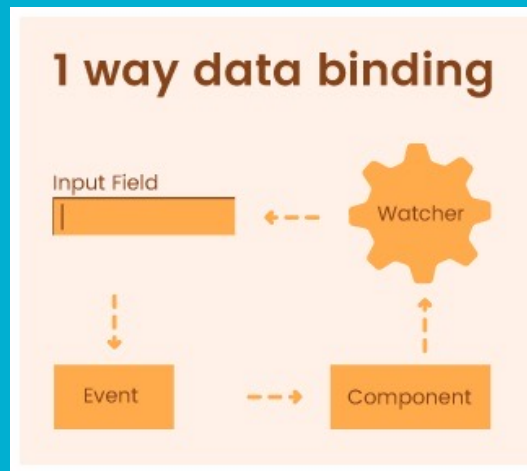 1 way data binding
Input Field
Watcher
Event
Component